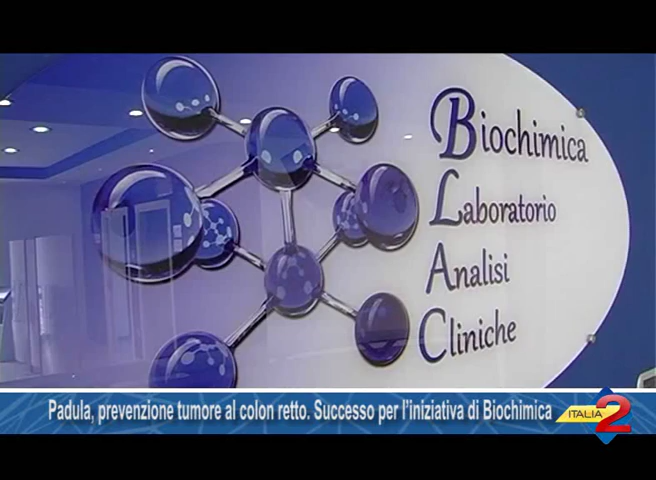 Biochimica
Laboratorio
Analisi
Cliniche
Padula, prevenzione tumore al colon retto. Successo per l'iniziativa di Biochimica
ITALIA 2